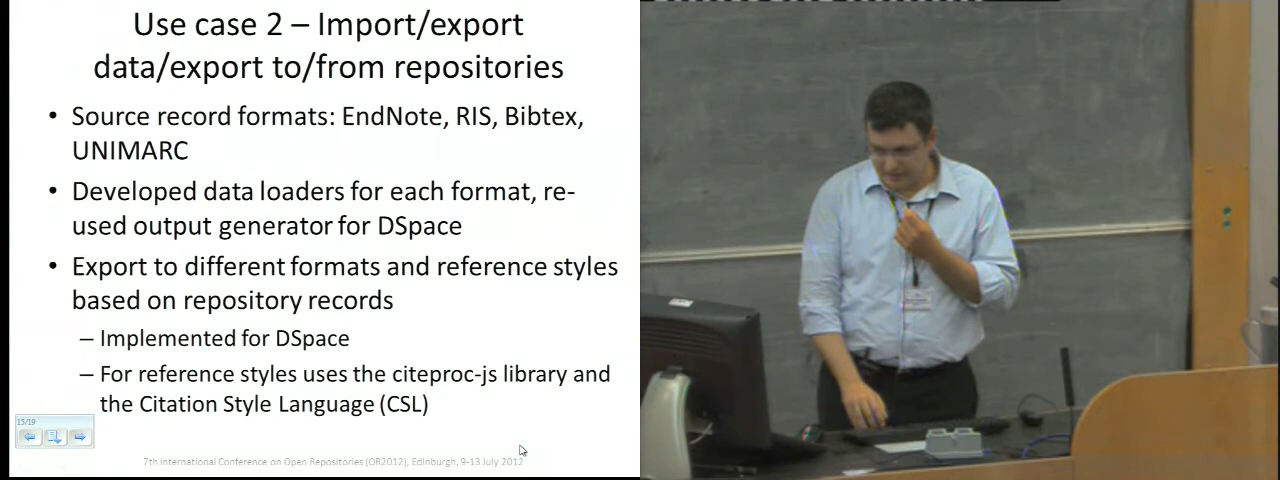 Use case 2 – Import/export
data/export to/from repositories
• Source record formats: EndNote, RIS, Bibtex,
UNIMARC
• Developed data loaders for each format, re-
used output generator for DSpace
• Export to different formats and reference styles
based on repository records
– Implemented for DSpace
– For reference styles uses the citeproc-js library and
the Citation Style Language (CSL)
15/19
7th International Conference on Open Repositories (OR2012), Edinburgh, 9-13 July 2012